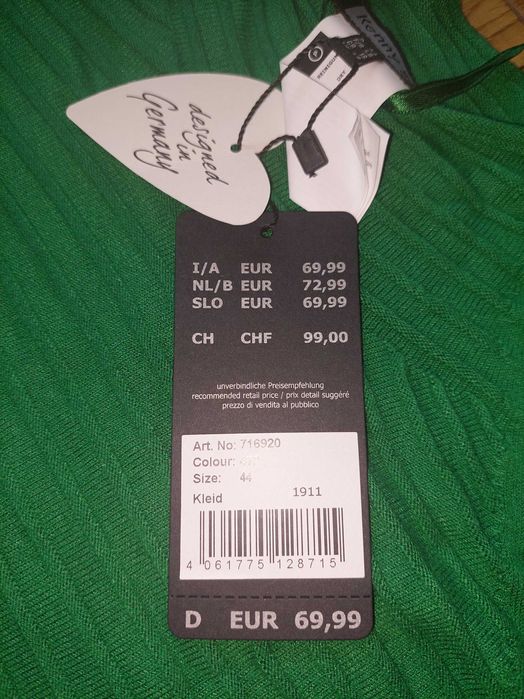 designed
in
Germany
Kenny
I/A EUR 69,99
NL/B EUR 72,99
SLO EUR 69,99
CH CHF 99,00
unverbindliche Preisempfehlung
recommended retail price / prix detail suggéré
prezzo di vendita al pubblico
Art. No: 716920
Colour:
Size: 44
Kleid 1911
4 061775 128715
D EUR 69,99